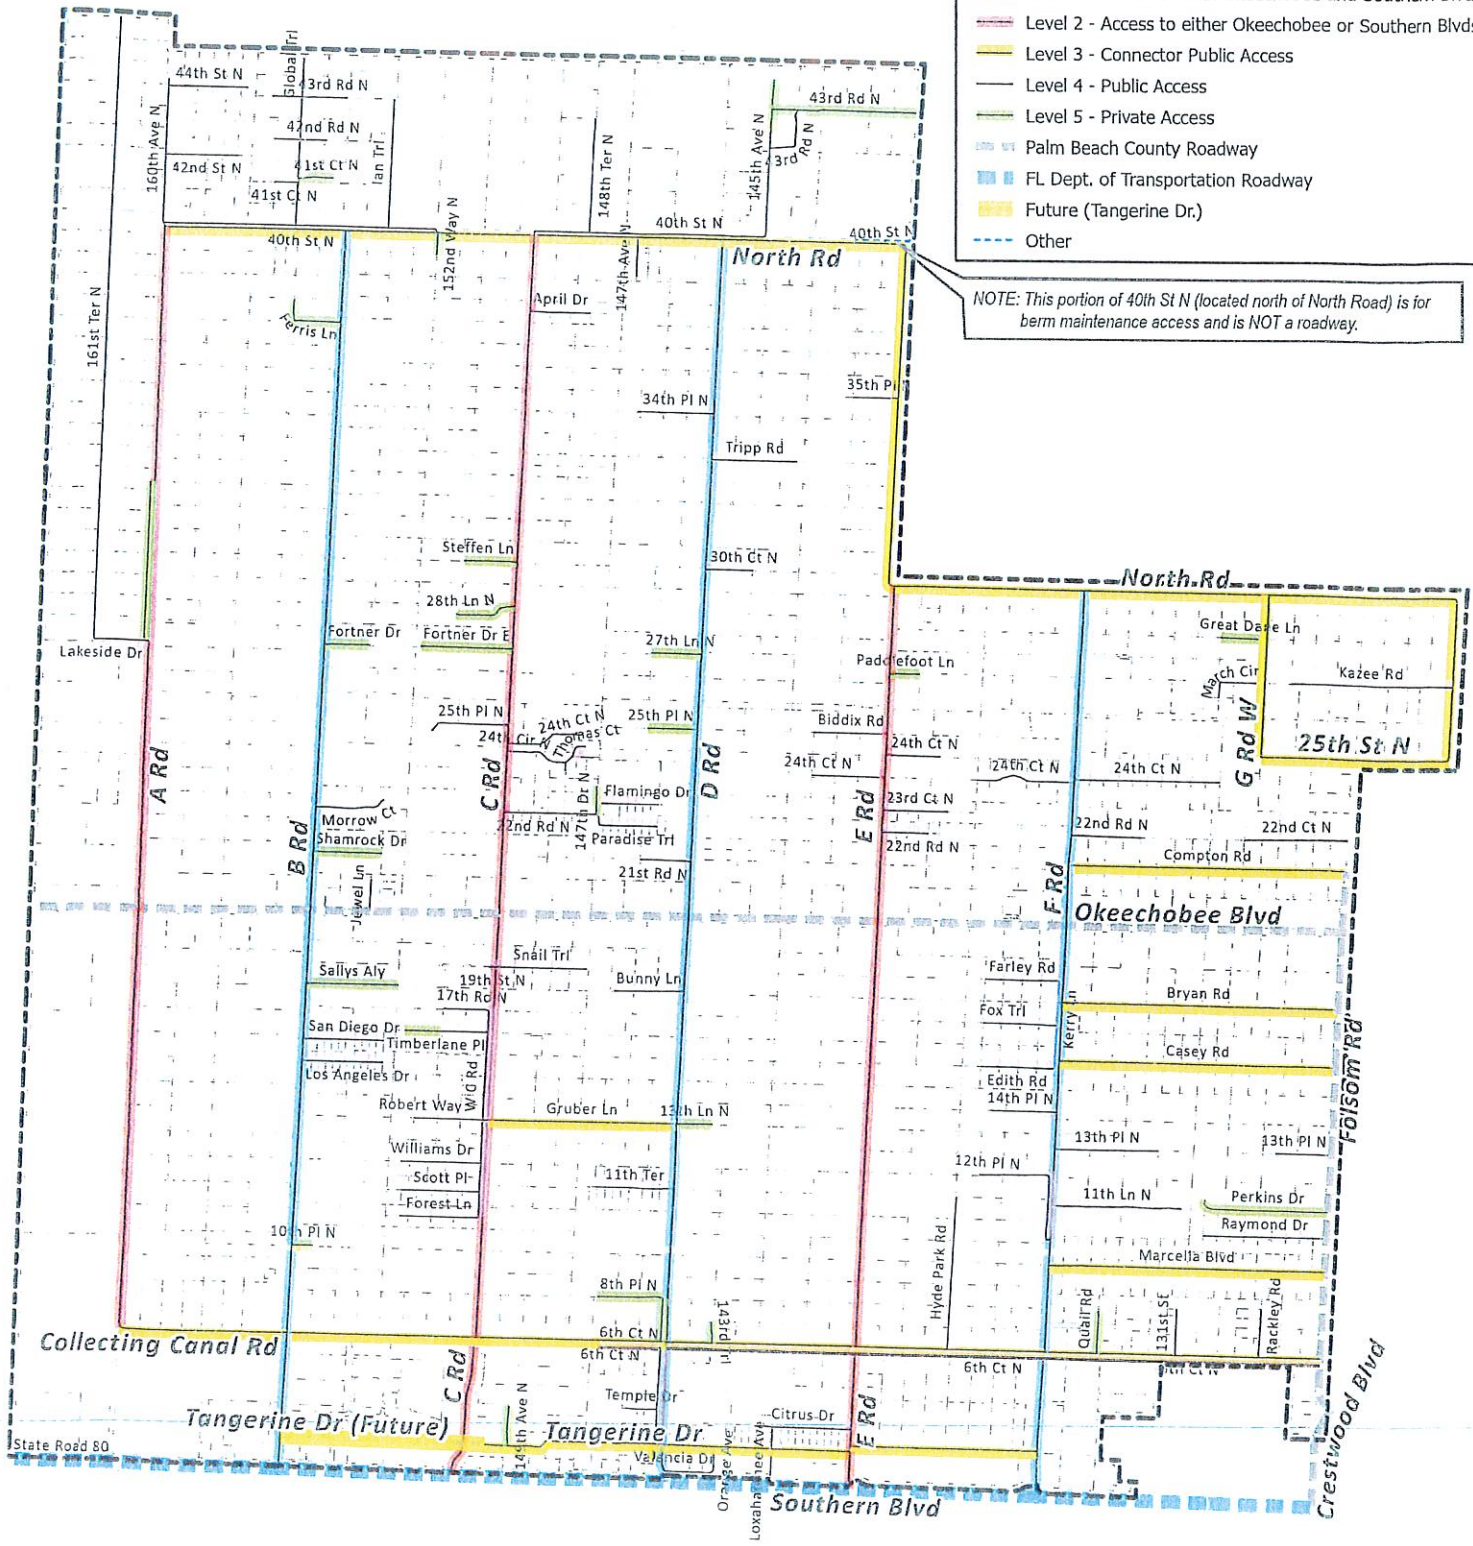 Level 2 - Access to either Okeechobee or Southern Blvds
Level 3 - Connector Public Access
Level 4 - Public Access
Level 5 - Private Access
Palm Beach County Roadway
FL Dept. of Transportation Roadway
Future (Tangerine Dr.)
Other
NOTE: This portion of 40th St N (located north of North Road) is for
berm maintenance access and is NOT a roadway.
44th St N
Global Trl
43rd Rd N
43rd Rd N
160th Ave N
42nd Rd N
42nd St N
41st Ct N
41st Ct N
Ian Trl
148th Ter N
145th Ave N
43rd Rd N
40th St N
152nd Way N
147th Ave N
40th St N
40th St N
North Rd
161st Ter N
April Dr
Ferris Ln
34th Pl N
35th Pl
Tripp Rd
Steffen Ln
30th Ct N
28th Ln N
North Rd
Lakeside Dr
Fortner Dr
Fortner Dr E
27th Ln N
Great Dane Ln
Paddlefoot Ln
March Cir
Kazee Rd
25th Pl N
24th Ct N
25th Pl N
Biddix Rd
24th Cir N
Thomas Ct
24th Ct N
G Rd W
25th St N
A Rd
C Rd
D Rd
24th Ct N
24th Ct N
24th Ct N
Flamingo Dr
147th Dr N
E Rd
23rd Ct N
Morrow Ct
22nd Rd N
Paradise Trl
22nd Rd N
22nd Ct N
B Rd
Shamrock Dr
22nd Rd N
Compton Rd
21st Rd N
Jewel Ln
F Rd
Okeechobee Blvd
Snail Trl
Sallys Aly
19th St N
Bunny Ln
Farley Rd
17th Rd N
Bryan Rd
Fox Trl
Kerry Ln
San Diego Dr
Timberlane Pl
Casey Rd
Folsom Rd
Los Angeles Dr
Wild Rd
Edith Rd
14th Pl N
Robert Way
Gruber Ln
13th Ln N
Williams Dr
13th Pl N
13th Pl N
12th Pl N
Scott Pl
11th Ter
11th Ln N
Perkins Dr
Forest Ln
Raymond Dr
10th Pl N
Marcella Blvd
Hyde Park Rd
8th Pl N
Quail Rd
131st St
Rackley Rd
6th Ct N
143rd
Collecting Canal Rd
6th Ct N
6th Ct N
C Rd
Temple Dr
Tangerine Dr (Future)
149th Ave N
Tangerine Dr
Citrus Dr
E Rd
Crestwood Blvd
State Road 80
Valencia Dr
Orange Ave
Southern Blvd